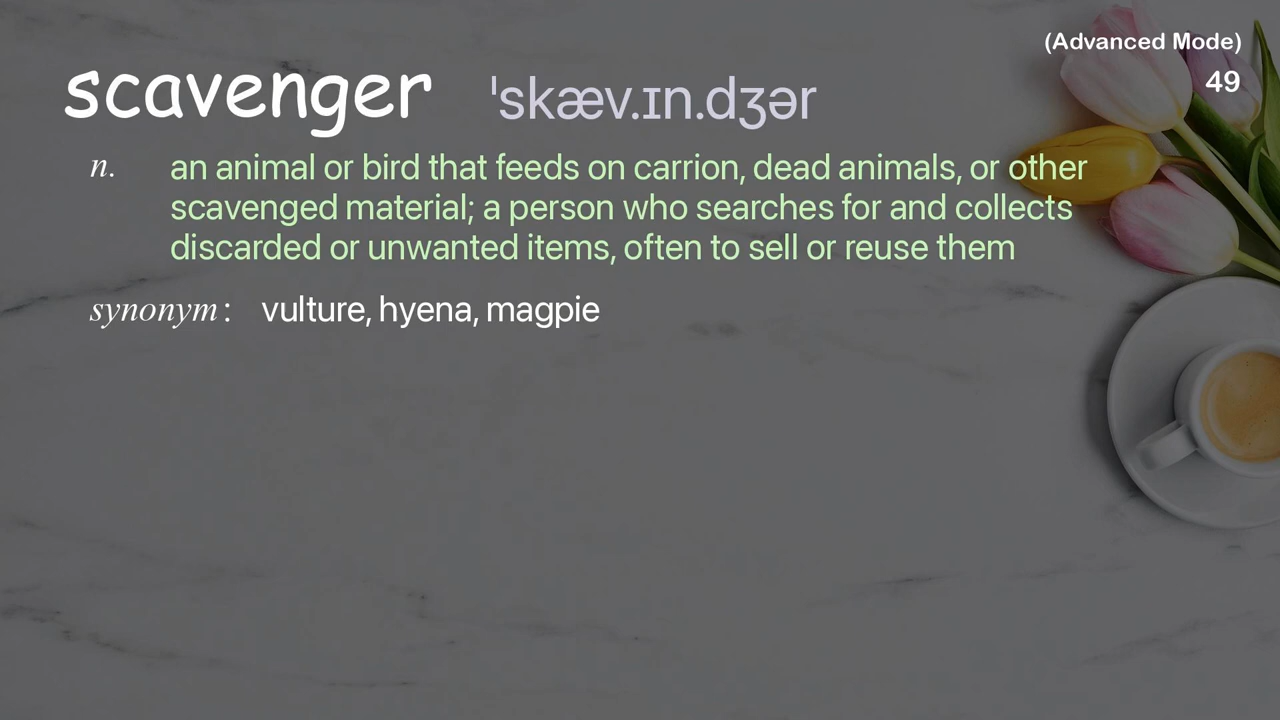 (Advanced Mode)
49
scavenger ˈskæv.ɪn.dʒər
n. an animal or bird that feeds on carrion, dead animals, or other
scavenged material; a person who searches for and collects
discarded or unwanted items, often to sell or reuse them
synonym: vulture, hyena, magpie